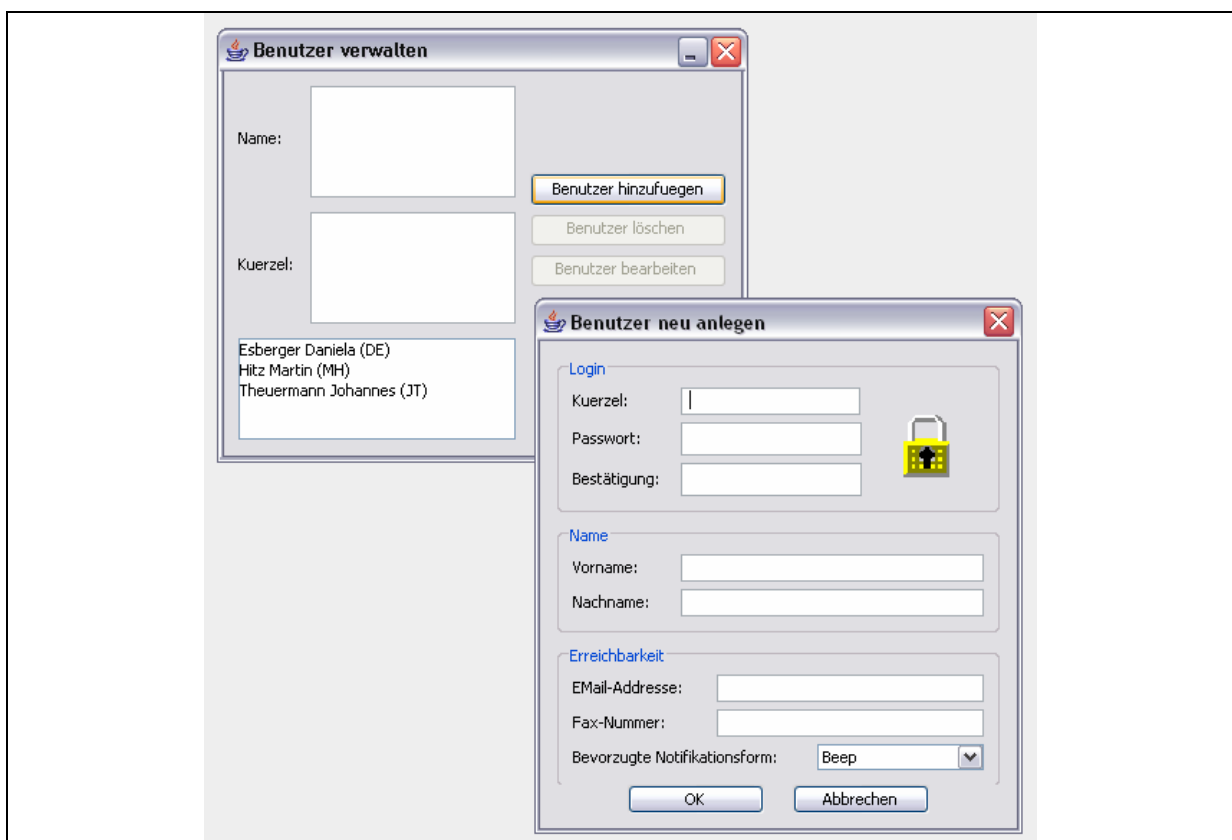 Benutzer verwalten
Name:
Benutzer hinzufuegen
Benutzer löschen
Kuerzel:
Benutzer bearbeiten
Esberger Daniela (DE)
Hitz Martin (MH)
Theuermann Johannes (JT)
Benutzer neu anlegen
Login
Kuerzel:
Passwort:
Bestätigung:
Name
Vorname:
Nachname:
Erreichbarkeit
EMail-Addresse:
Fax-Nummer:
Bevorzugte Notifikationsform: Beep
OK Abbrechen